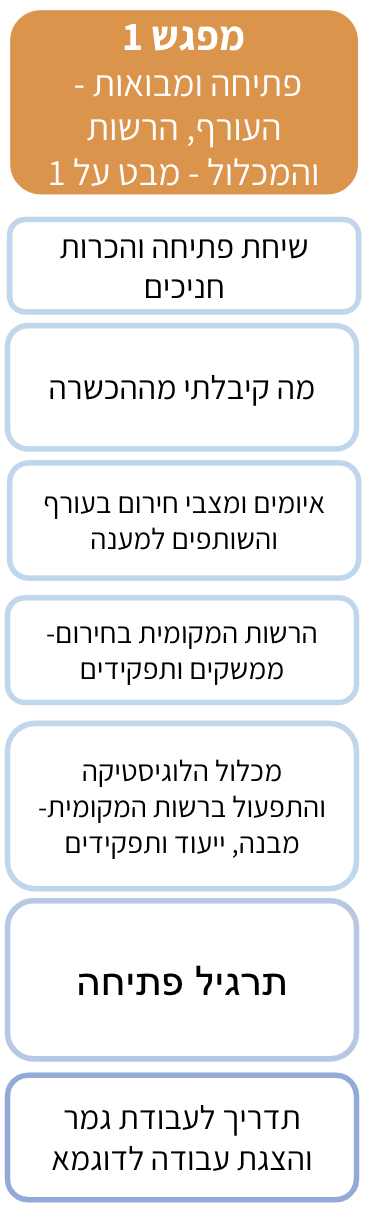 מפגש 1
פתיחה ומבואות -
העורף, הרשות
והמכלול - מבט על 1
שיחת פתיחה והכרות
חניכים
מה קיבלתי מההכשרה
איומים ומצבי חירום בעורף
והשותפים למענה
הרשות המקומית בחירום-
ממשקים ותפקידים
מכלול הלוגיסטיקה
והתפעול ברשות המקומית-
מבנה, ייעוד ותפקידים
תרגיל פתיחה
תדריך לעבודת גמר
והצגת עבודה לדוגמא